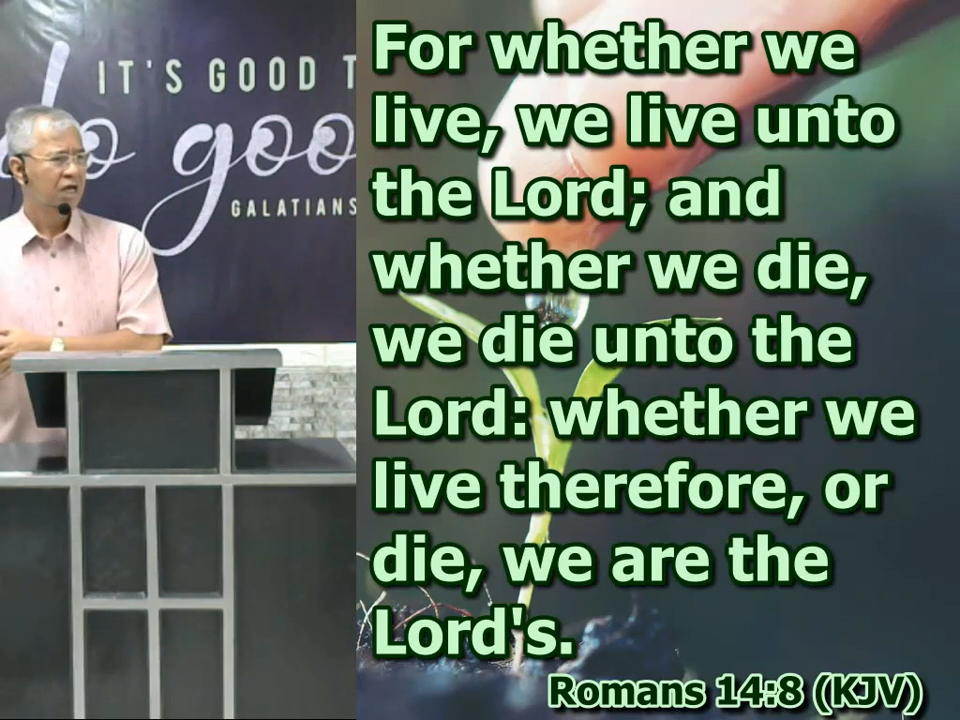 IT'S GOOD T
do goo
GALATIANS
For whether we
live, we live unto
the Lord; and
whether we die,
we die unto the
Lord: whether we
live therefore, or
die, we are the
Lord's.
Romans 14:8 (KJV)